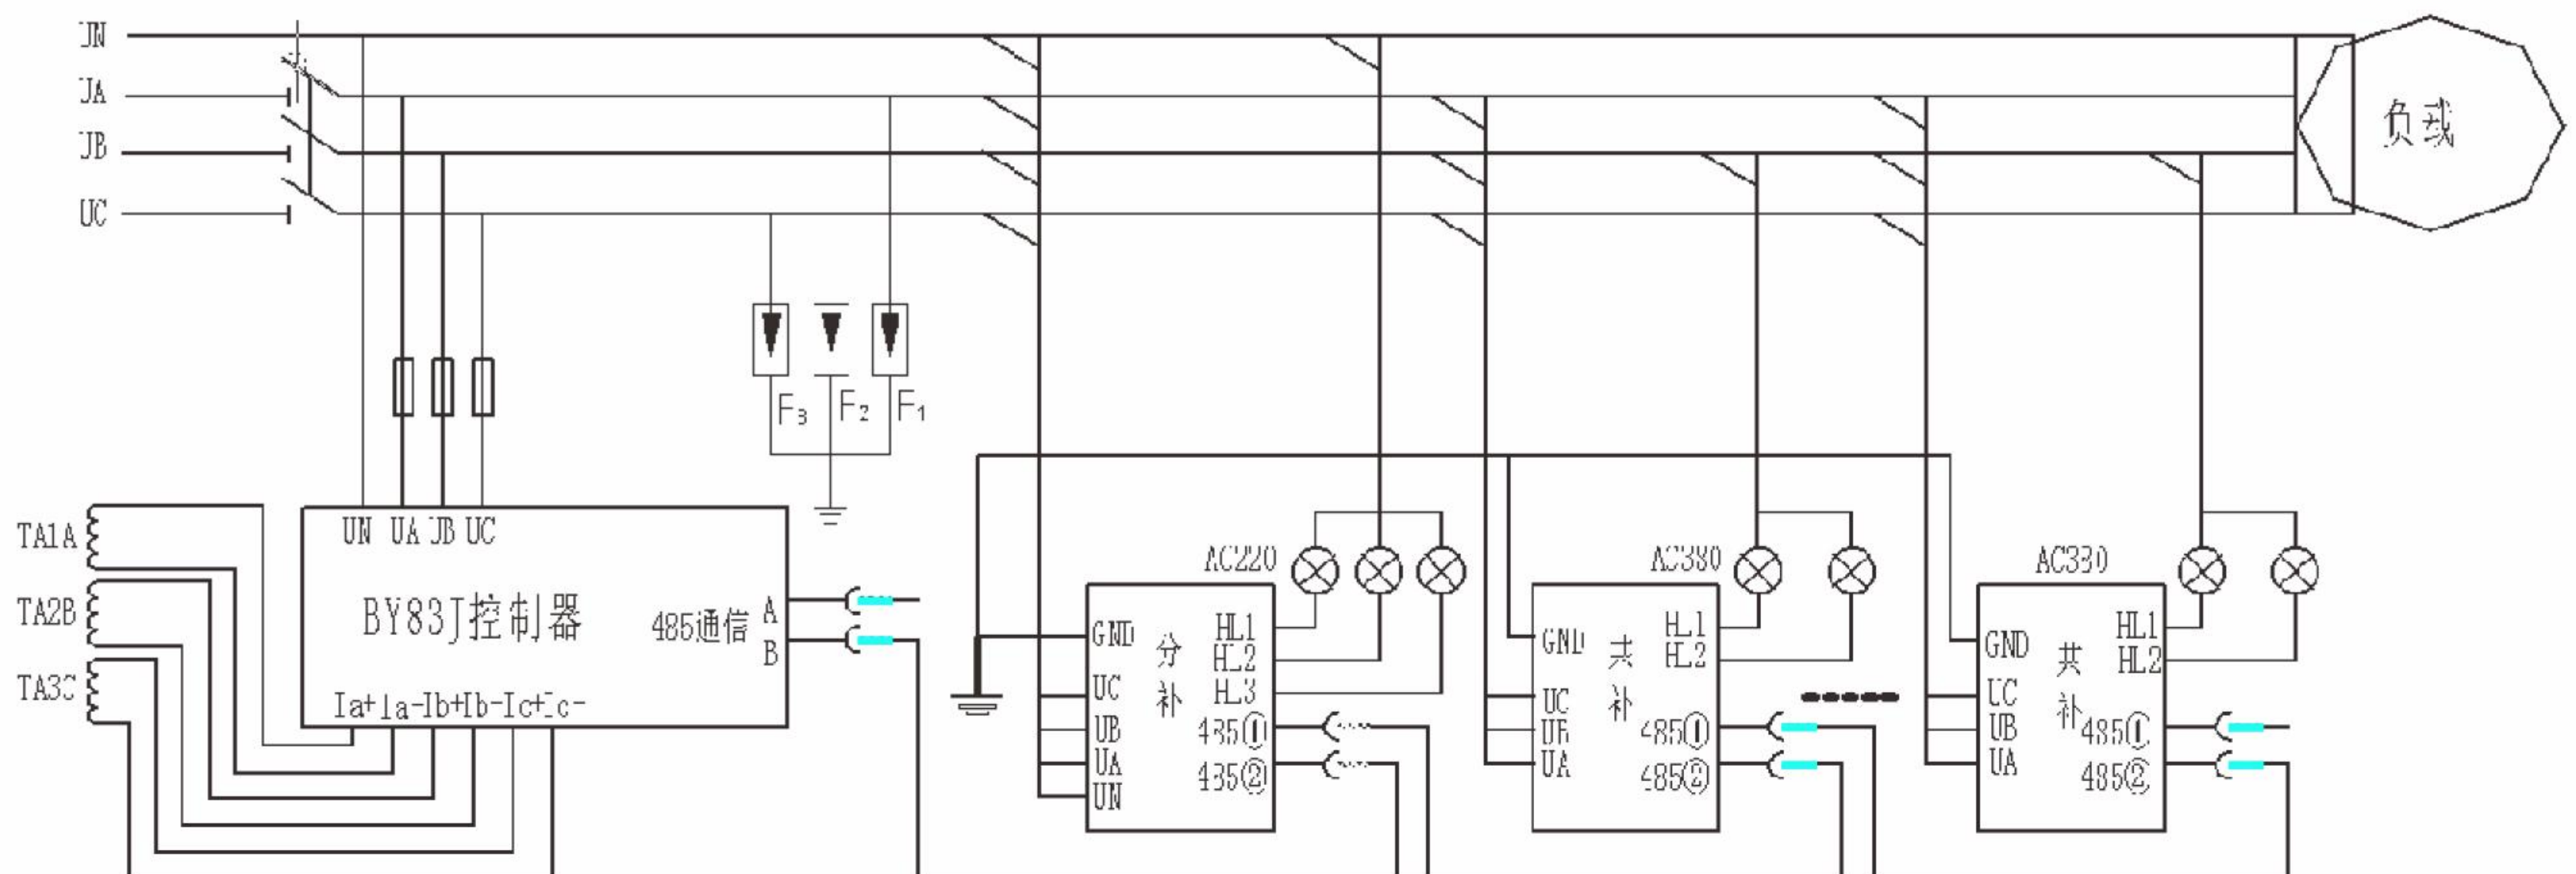 UN
UA
UB
UC
负载
F₃ F₂ F₁
TA1A
TA2B
TA3C
UN UA UB UC
BY83J控制器
485通信
A
B
Ia+Ia-Ib+Ib-Ic+Ic-
AC220
GND
分补
HL1
HL2
HL3
UC
UB
UA
UN
485①
485②
AC380
GND
共补
HL1
HL2
UC
UB
UA
485①
485②
AC380
GND
共补
HL1
HL2
UC
UB
UA
485①
485②